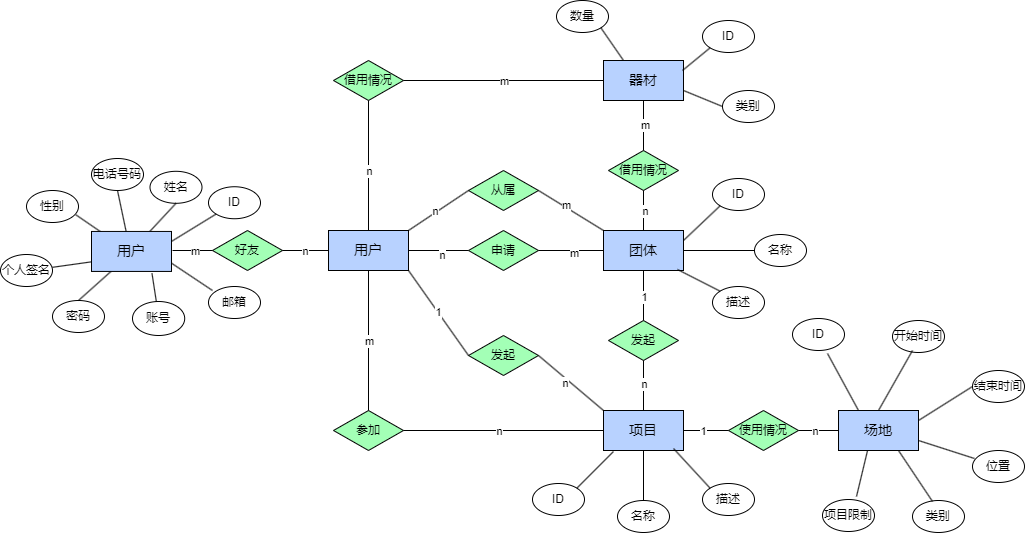 数量
ID
借用情况
m
器材
类别
m
n
借用情况
电话号码
姓名
性别
ID
从属
ID
n
m
n
用户
m
好友
n
用户
n
申请
m
团体
名称
个人签名
密码
账号
邮箱
描述
1
1
m
发起
发起
n
n
ID
开始时间
结束时间
参加
n
项目
1
使用情况
n
场地
位置
ID
名称
描述
项目限制
类别